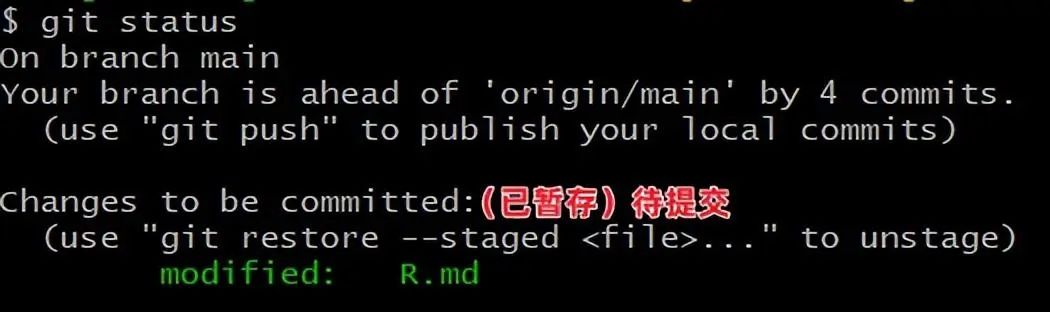 $ git status
On branch main
Your branch is ahead of 'origin/main' by 4 commits.
  (use "git push" to publish your local commits)
Changes to be committed:(已暂存)待提交
  (use "git restore --staged <file>..." to unstage)
        modified:   R.md